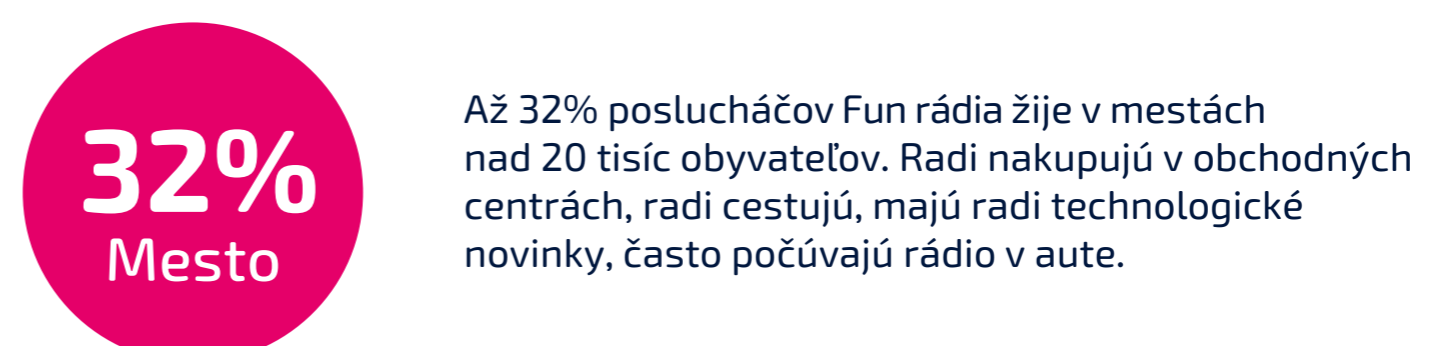 32%
Mesto
Až 32% poslucháčov Fun rádia žije v mestách
nad 20 tisíc obyvateľov. Radi nakupujú v obchodných
centrách, radi cestujú, majú radi technologické
novinky, často počúvajú rádio v aute.